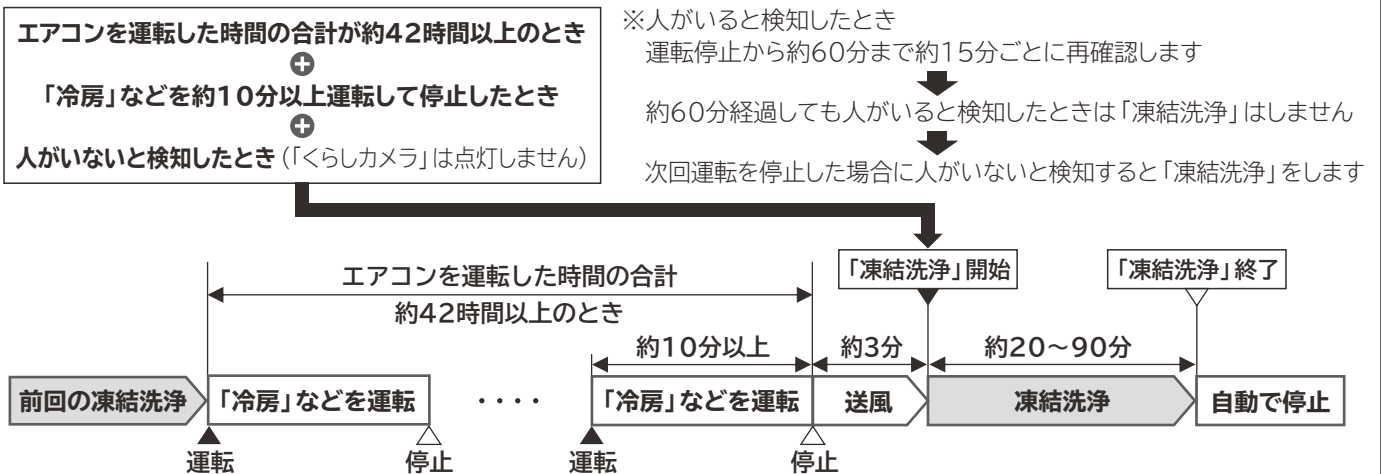 エアコンを運転した時間の合計が約42時間以上のとき
+
「冷房」などを約10分以上運転して停止したとき
+
人がいないと検知したとき(「くらしカメラ」は点灯しません)
※人がいると検知したとき
運転停止から約60分まで約15分ごとに再確認します
約60分経過しても人がいると検知したときは「凍結洗浄」はしません
次回運転を停止した場合に人がいないと検知すると「凍結洗浄」をします
「凍結洗浄」開始
「凍結洗浄」終了
エアコンを運転した時間の合計
約42時間以上のとき
約10分以上
約3分
約20～90分
前回の凍結洗浄
「冷房」などを運転
・・・・
「冷房」などを運転
送風
凍結洗浄
自動で停止
運転
停止
運転
停止